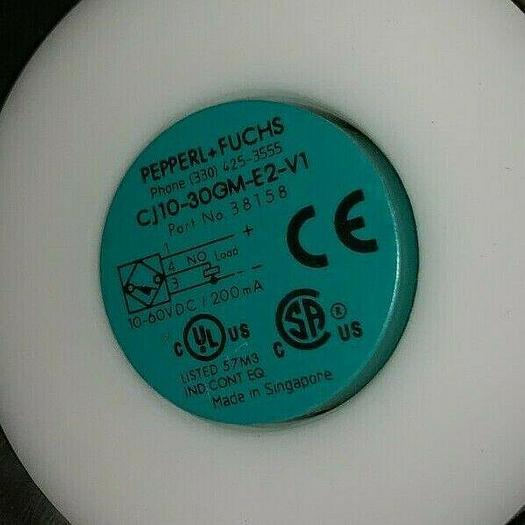 PEPPERL+FUCHS
Phone (330) 425-3555
CJ10-30GM-E2-V1
Part No. 38158
CE
1 +
4 NO Load
3 -
10-60VDC / 200mA
C UL US
LISTED 57M3
IND CONT EQ.
C SA ® US
Made in Singapore